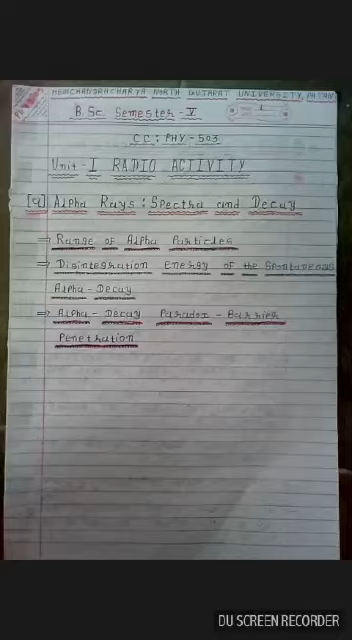 HEMCHANDRACHARYA NORTH GUJARAT UNIVERSITY, PATAN
B.Sc. Semester - V
CC : PHY - 503
Unit - I RADIO ACTIVITY
[a] Alpha Rays : Spectra and Decay
⇒ Range of Alpha Particles
⇒ Disintegration Energy of the Spontaneous
Alpha - Decay
⇒ Alpha - Decay Paradox - Barrier
Penetration
DU SCREEN RECORDER